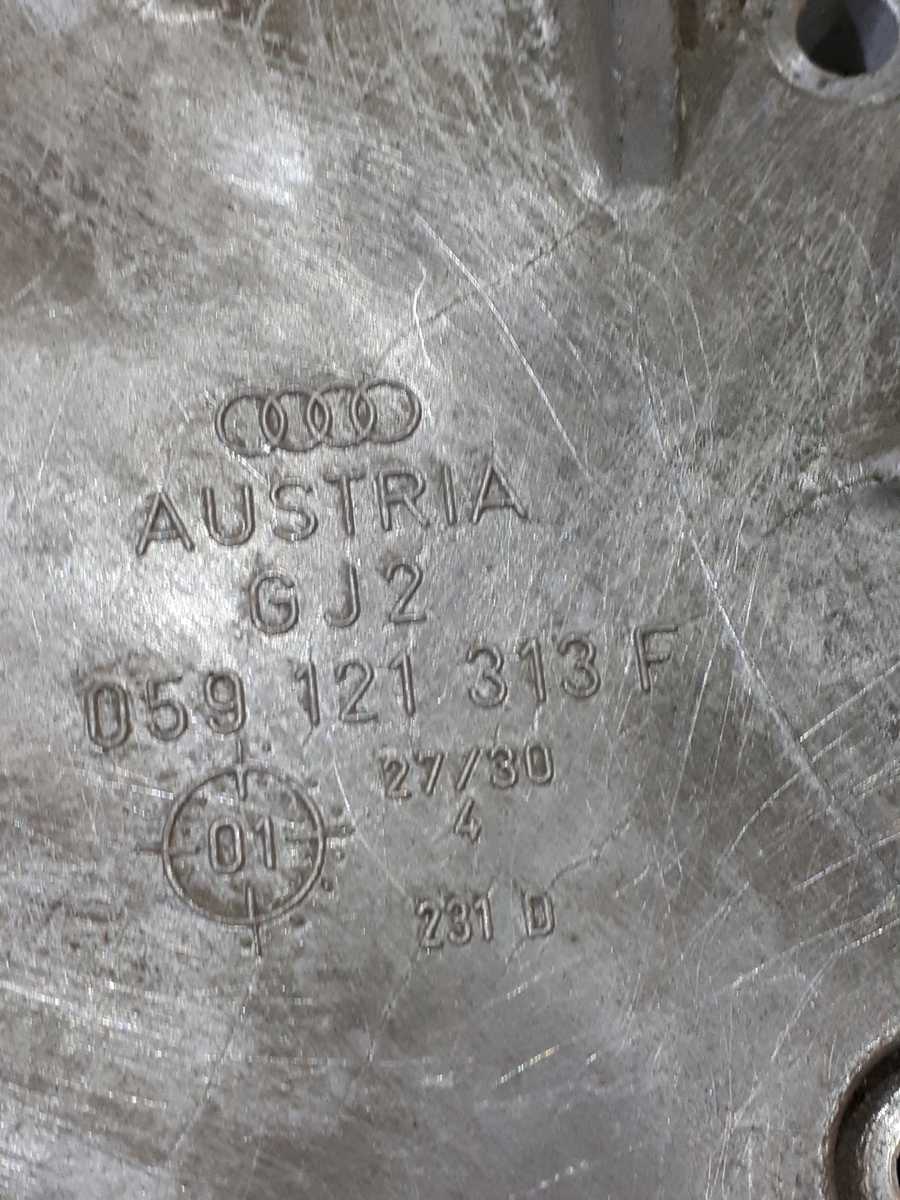 AUSTRIA
GJ2
059 121 313 F
27/30
01
4
231 D